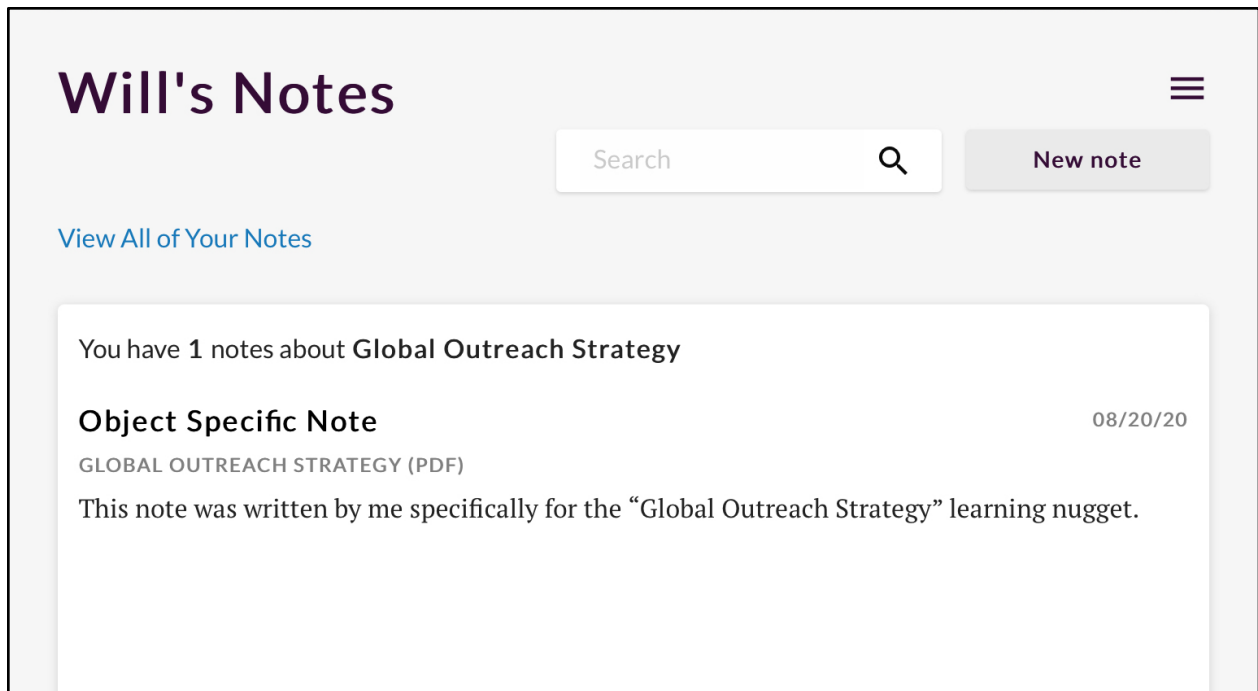 Will's Notes
Search
New note
View All of Your Notes
You have 1 notes about Global Outreach Strategy
Object Specific Note
08/20/20
GLOBAL OUTREACH STRATEGY (PDF)
This note was written by me specifically for the “Global Outreach Strategy” learning nugget.